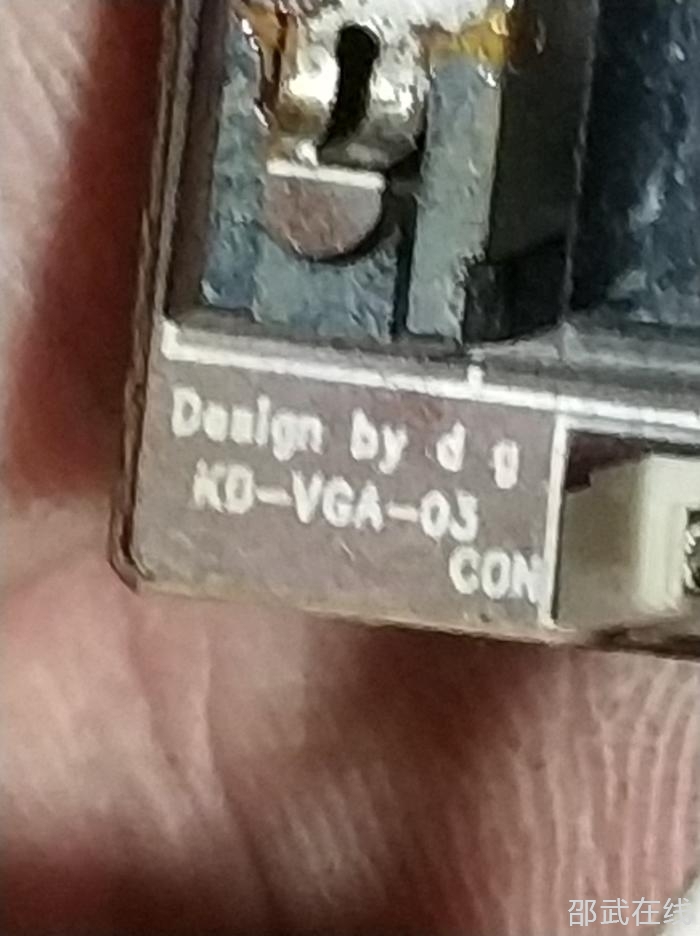 Design by d g
KD-VGA-03
CON
邵武在线